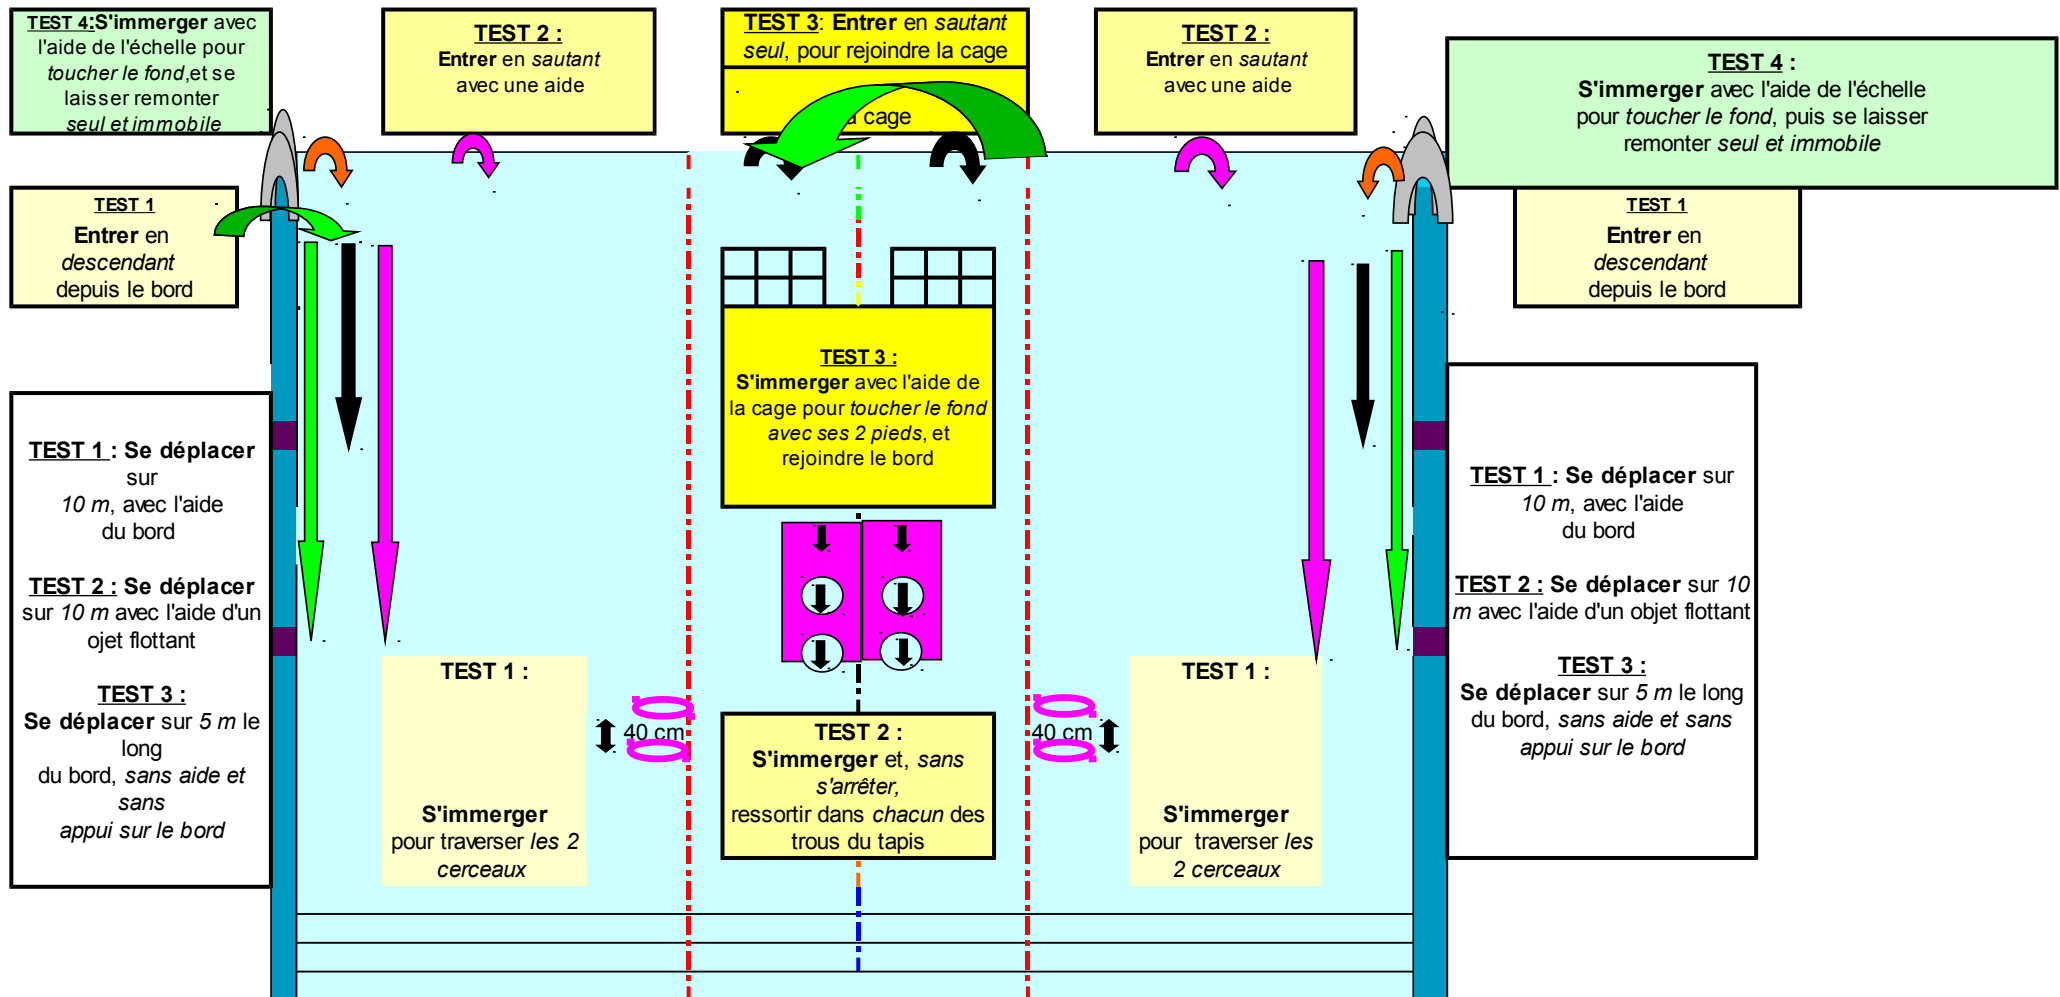 TEST 4:S'immerger avec
l'aide de l'échelle pour
toucher le fond,et se
laisser remonter
seul et immobile
TEST 2 :
Entrer en sautant
avec une aide
TEST 3: Entrer en sautant
seul, pour rejoindre la cage
cage
TEST 2 :
Entrer en sautant
avec une aide
TEST 4 :
S'immerger avec l'aide de l'échelle
pour toucher le fond, puis se laisser
remonter seul et immobile
TEST 1
Entrer en
descendant
depuis le bord
TEST 1
Entrer en
descendant
depuis le bord
TEST 3 :
S'immerger avec l'aide de
la cage pour toucher le fond
avec ses 2 pieds, et
rejoindre le bord
TEST 1 : Se déplacer
sur
10 m, avec l'aide
du bord
TEST 2 : Se déplacer
sur 10 m avec l'aide d'un
ojet flottant
TEST 3 :
Se déplacer sur 5 m le
long
du bord, sans aide et
sans
appui sur le bord
TEST 1 : Se déplacer sur
10 m, avec l'aide
du bord
TEST 2 : Se déplacer sur 10
m avec l'aide d'un objet flottant
TEST 3 :
Se déplacer sur 5 m le long
du bord, sans aide et sans
appui sur le bord
TEST 1 :
S'immerger
pour traverser les 2
cerceaux
40 cm
TEST 2 :
S'immerger et, sans
s'arrêter,
ressortir dans chacun des
trous du tapis
40 cm
TEST 1 :
S'immerger
pour traverser les
2 cerceaux